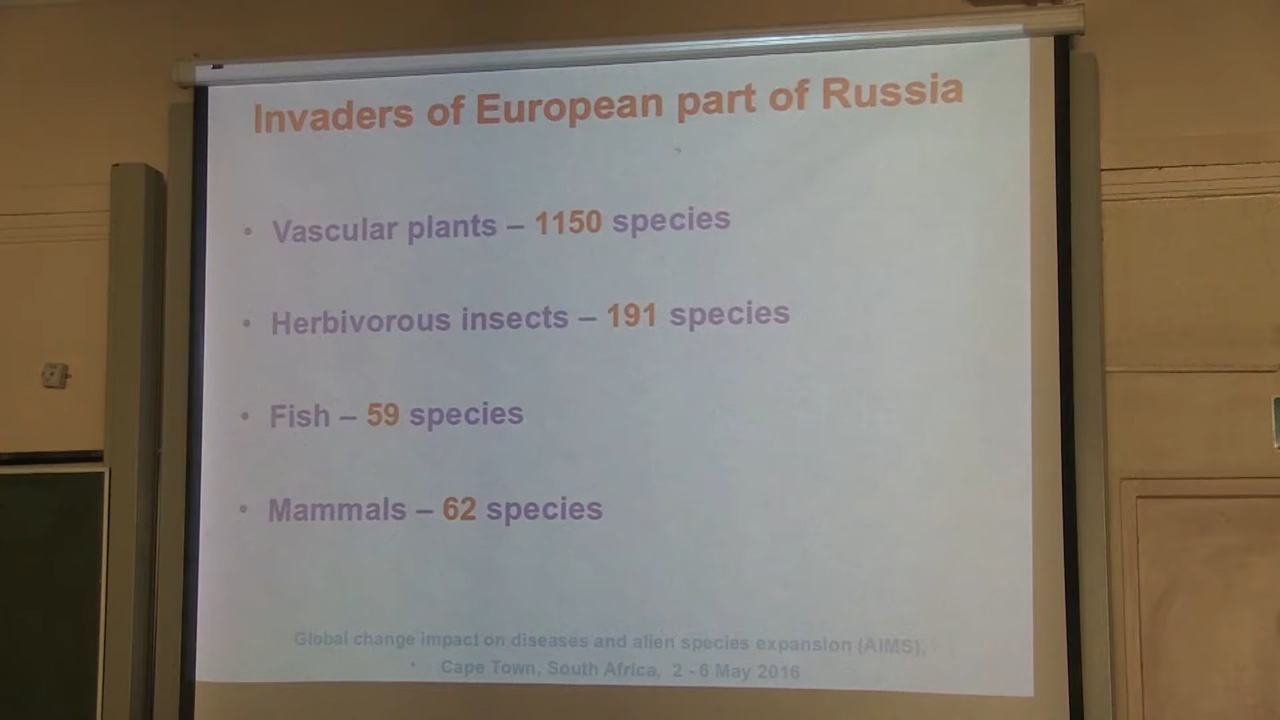 Invaders of European part of Russia
• Vascular plants – 1150 species
• Herbivorous insects – 191 species
• Fish – 59 species
• Mammals – 62 species
Global change impact on diseases and alien species expansion (AIMS),
• Cape Town, South Africa, 2 - 6 May 2016